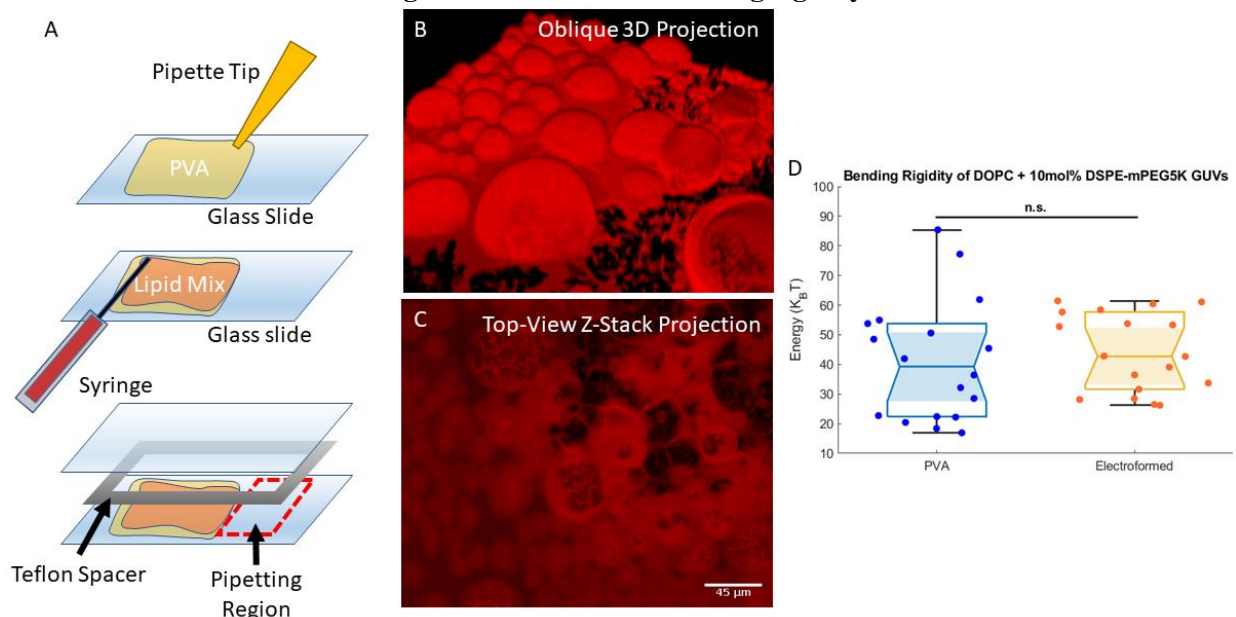 A
Pipette Tip
PVA
Glass Slide
Lipid Mix
Glass slide
Syringe
Teflon Spacer
Pipetting
Region
B
Oblique 3D Projection
C
Top-View Z-Stack Projection
45 µm
D
Bending Rigidity of DOPC + 10mol% DSPE-mPEG5K GUVs
n.s.
Energy (K_BT)
100
90
80
70
60
50
40
30
20
10
PVA
Electroformed